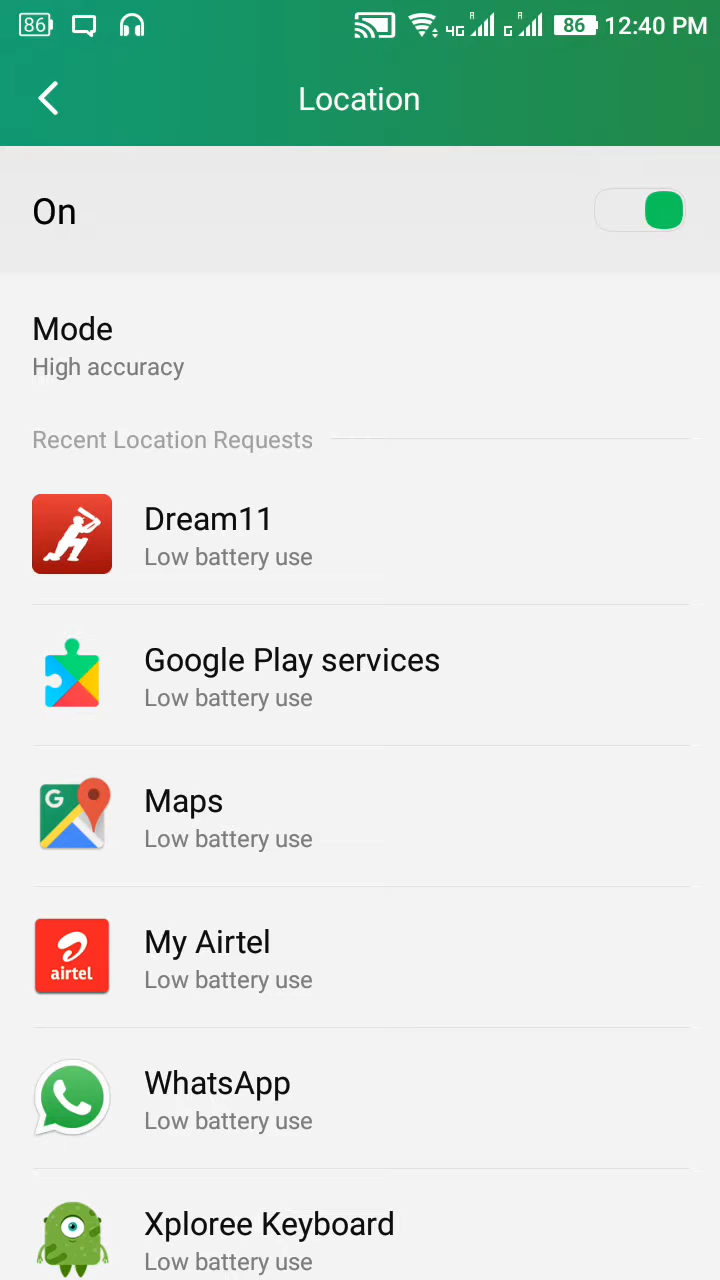 86 4G R G R 86 12:40 PM
Location
On
Mode
High accuracy
Recent Location Requests
Dream11
Low battery use
Google Play services
Low battery use
G
Maps
Low battery use
airtel
My Airtel
Low battery use
WhatsApp
Low battery use
Xploree Keyboard
Low battery use